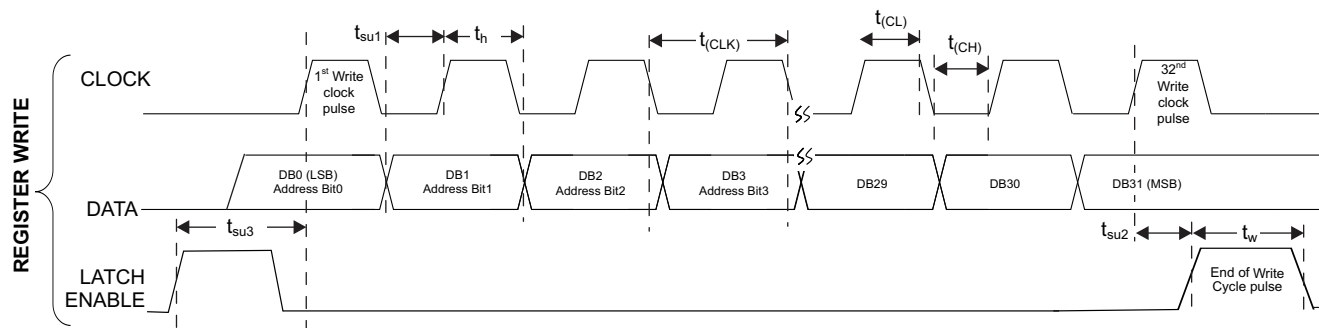 REGISTER WRITE
t(CL)
tsu1
th
t(CLK)
t(CH)
CLOCK
1st Write
clock
pulse
32nd
Write
clock
pulse
DATA
DB0 (LSB)
Address Bit0
DB1
Address Bit1
DB2
Address Bit2
DB3
Address Bit3
DB29
DB30
DB31 (MSB)
tsu3
tsu2
tw
LATCH
ENABLE
End of Write
Cycle pulse